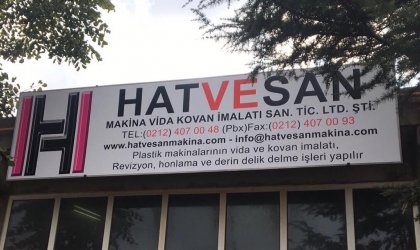 HATVESAN
MAKİNA VİDA KOVAN İMALATI SAN. TİC. LTD. ŞTİ.
TEL:(0212) 407 00 48 (Pbx)Fax:(0212) 407 00 93
www.hatvesanmakina.com - info@hatvesanmakina.com
Plastik makinalarının vida ve kovan imalatı,
Revizyon, honlama ve derin delik delme işleri yapılır